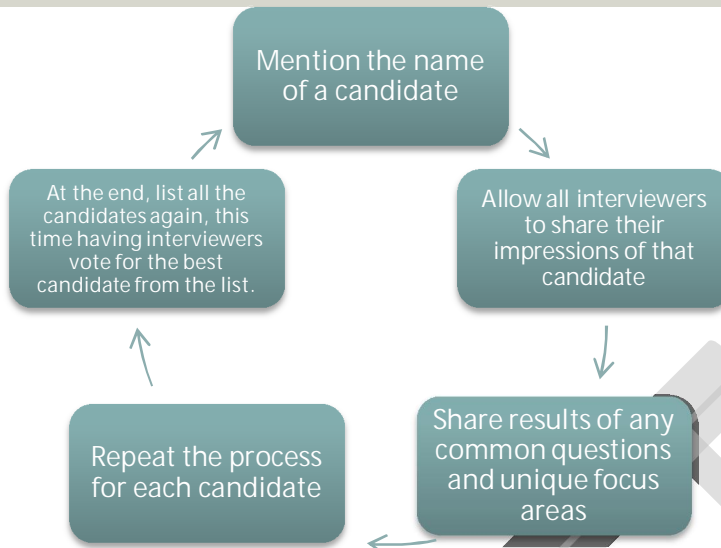 Mention the name
of a candidate
Allow all interviewers
to share their
impressions of that
candidate
Share results of any
common questions
and unique focus
areas
Repeat the process
for each candidate
At the end, list all the
candidates again, this
time having interviewers
vote for the best
candidate from the list.